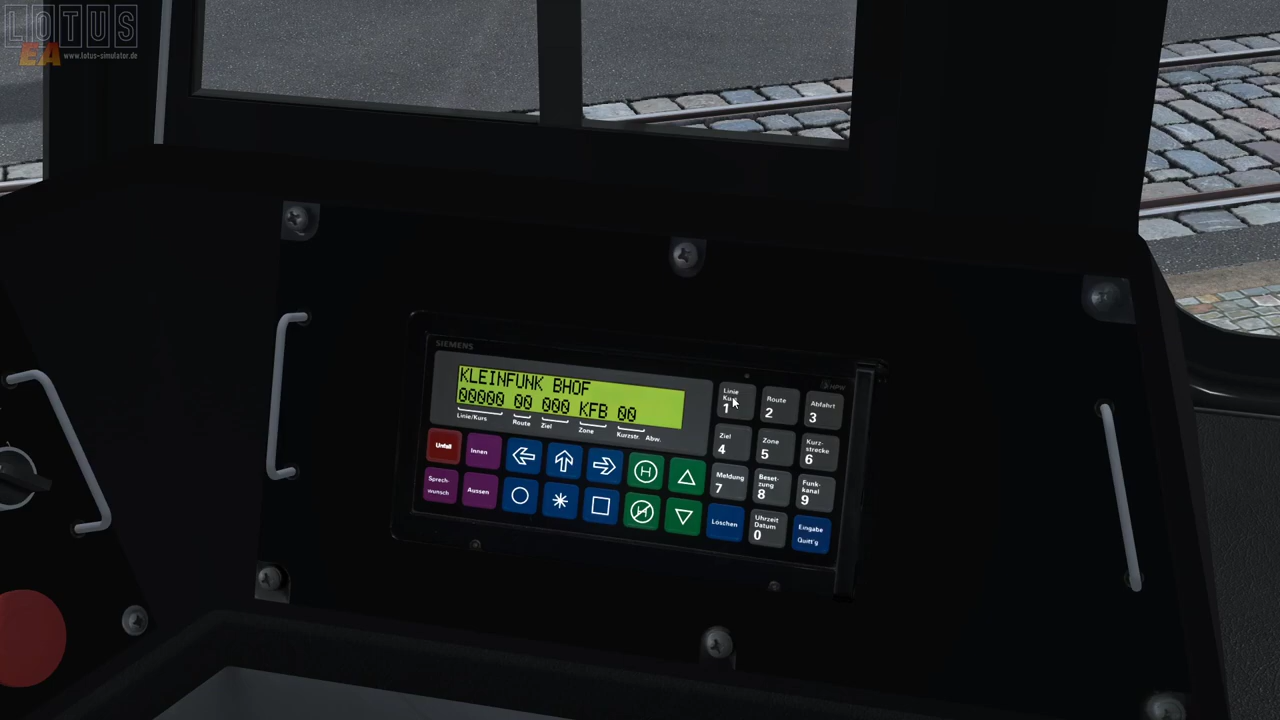 LOTUS
EA www.lotus-simulator.de
SIEMENS
KLEINFUNK BHOF
00000 00 000 KFB 00
Linie/Kurs Route Ziel Zone Kurzstr. Abw.
Unfall
Innen
Sprech-
wunsch
Aussen
H
H
Linie
1
Route
2
Abfahrt
3
Ziel
4
Zone
5
Kurz-
strecke
6
Meldung
7
Beset-
zung
8
Funk-
kanal
9
Löschen
Uhrzeit
Datum
0
Eingabe
Quitt'g